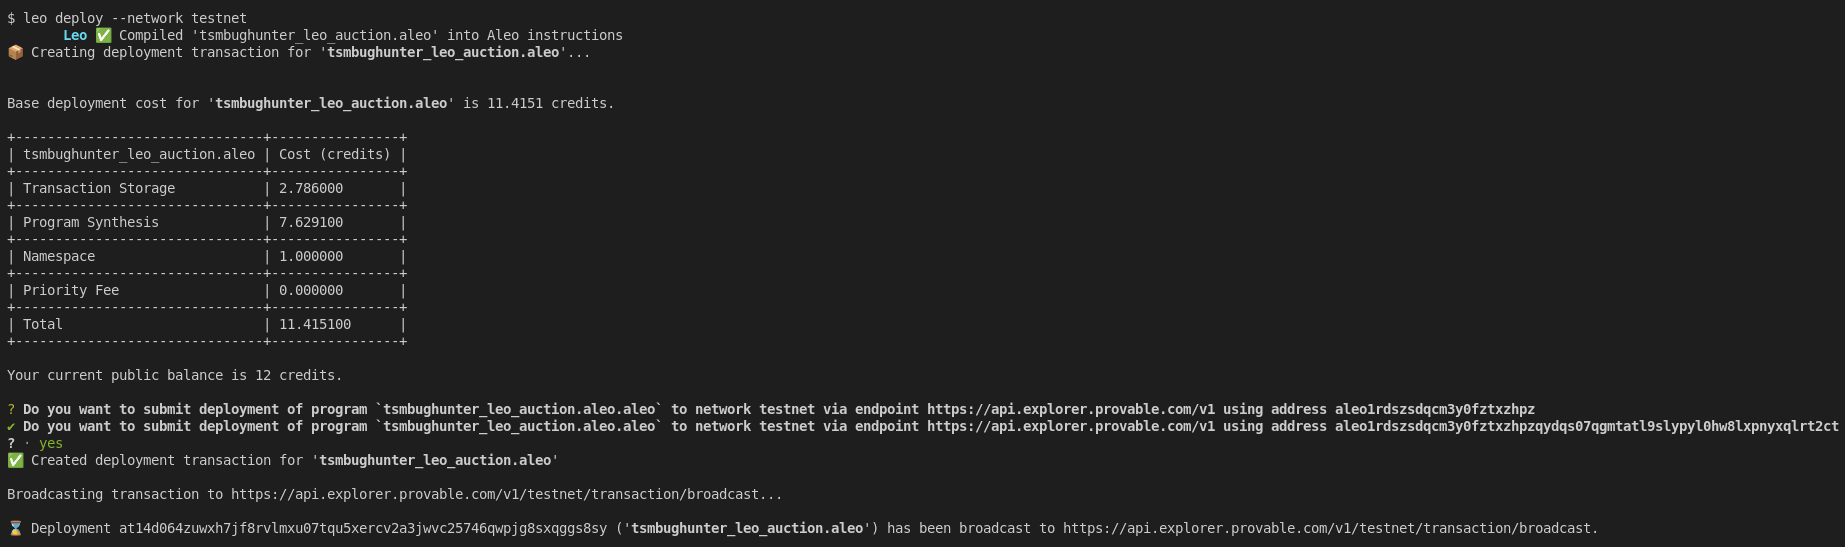 $ leo deploy --network testnet
Leo ✅ Compiled 'tsmbughunter_leo_auction.aleo' into Aleo instructions
📦 Creating deployment transaction for 'tsmbughunter_leo_auction.aleo'...
Base deployment cost for 'tsmbughunter_leo_auction.aleo' is 11.4151 credits.
+-------------------------------+----------------+
| tsmbughunter_leo_auction.aleo | Cost (credits) |
+-------------------------------+----------------+
| Transaction Storage           | 2.786000       |
+-------------------------------+----------------+
| Program Synthesis             | 7.629100       |
+-------------------------------+----------------+
| Namespace                     | 1.000000       |
+-------------------------------+----------------+
| Priority Fee                  | 0.000000       |
+-------------------------------+----------------+
| Total                         | 11.415100      |
+-------------------------------+----------------+
Your current public balance is 12 credits.
? Do you want to submit deployment of program `tsmbughunter_leo_auction.aleo.aleo` to network testnet via endpoint https://api.explorer.provable.com/v1 using address aleo1rdszsdqcm3y0fztxzhpz
✔ Do you want to submit deployment of program `tsmbughunter_leo_auction.aleo.aleo` to network testnet via endpoint https://api.explorer.provable.com/v1 using address aleo1rdszsdqcm3y0fztxzhpzqydqs07qgmtatl9slypyl0hw8lxpnyxqlrt2ct
? · yes
✅ Created deployment transaction for 'tsmbughunter_leo_auction.aleo'
Broadcasting transaction to https://api.explorer.provable.com/v1/testnet/transaction/broadcast...
⌛ Deployment at14d064zuwxh7jf8rvlmxu07tqu5xercv2a3jwvc25746qwpjg8sxqggs8sy ('tsmbughunter_leo_auction.aleo') has been broadcast to https://api.explorer.provable.com/v1/testnet/transaction/broadcast.